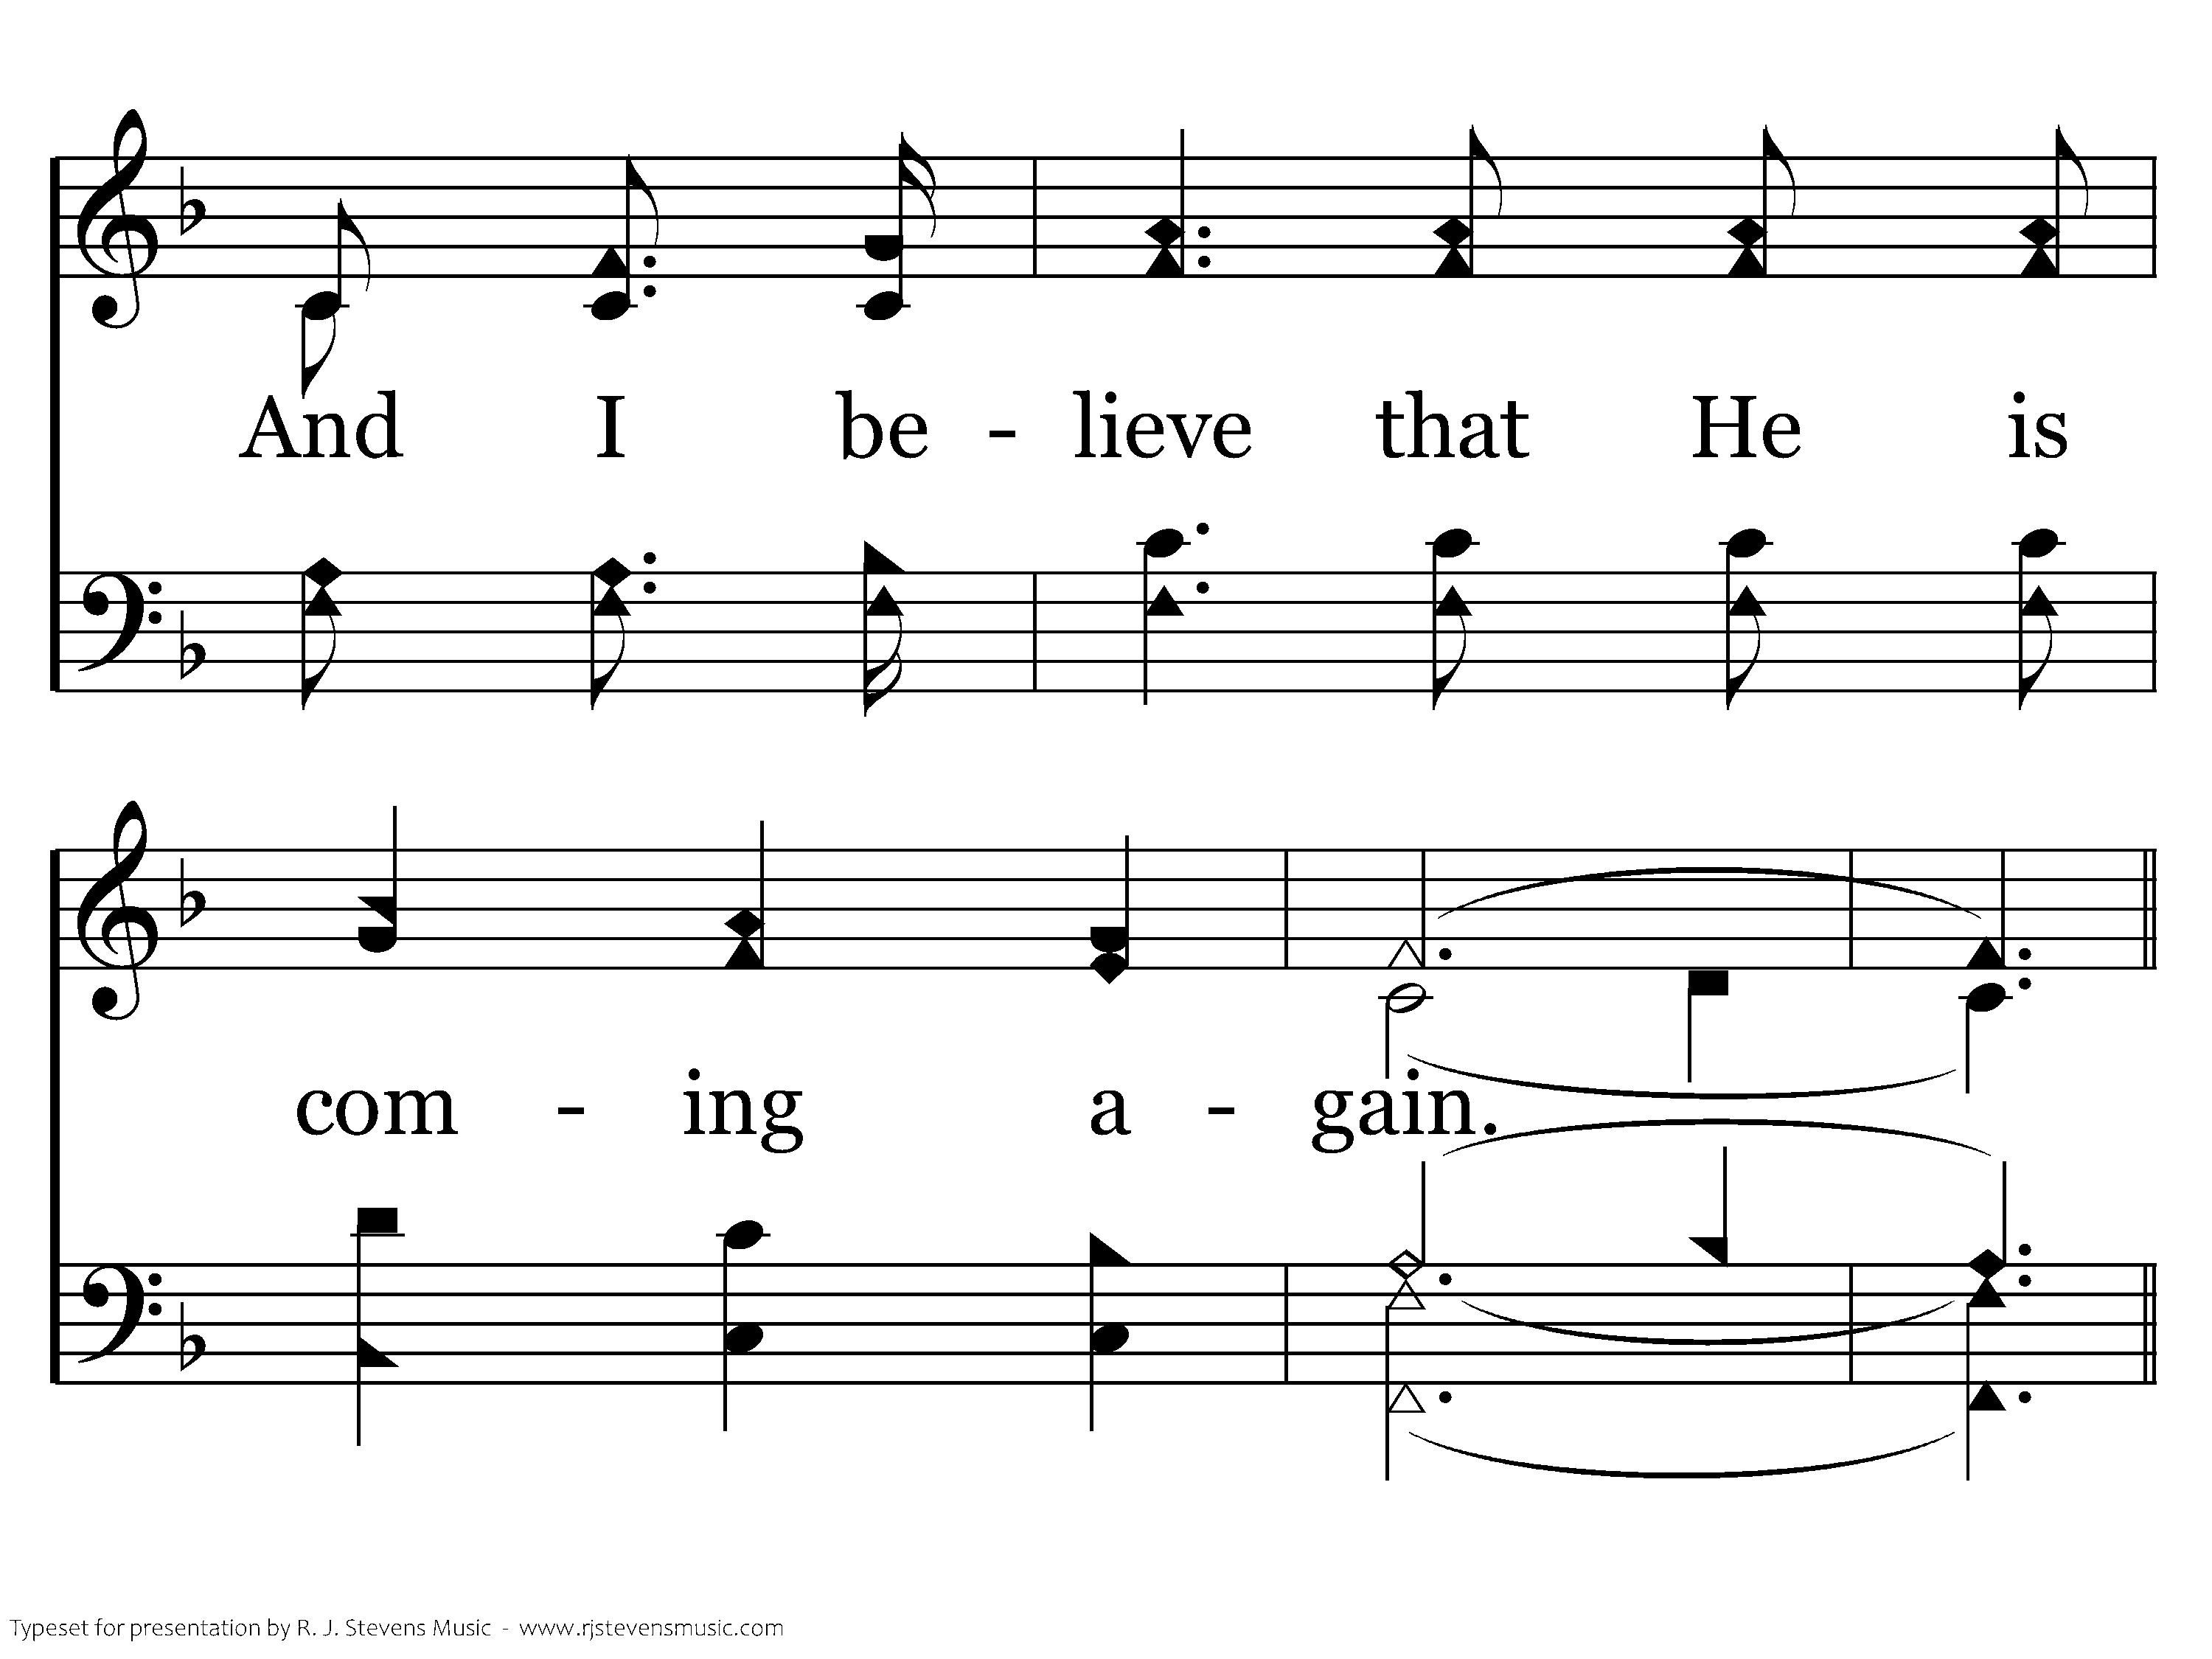 And I be - lieve that He is
com - ing a - gain.
Typeset for presentation by R. J. Stevens Music - www.rjstevensmusic.com